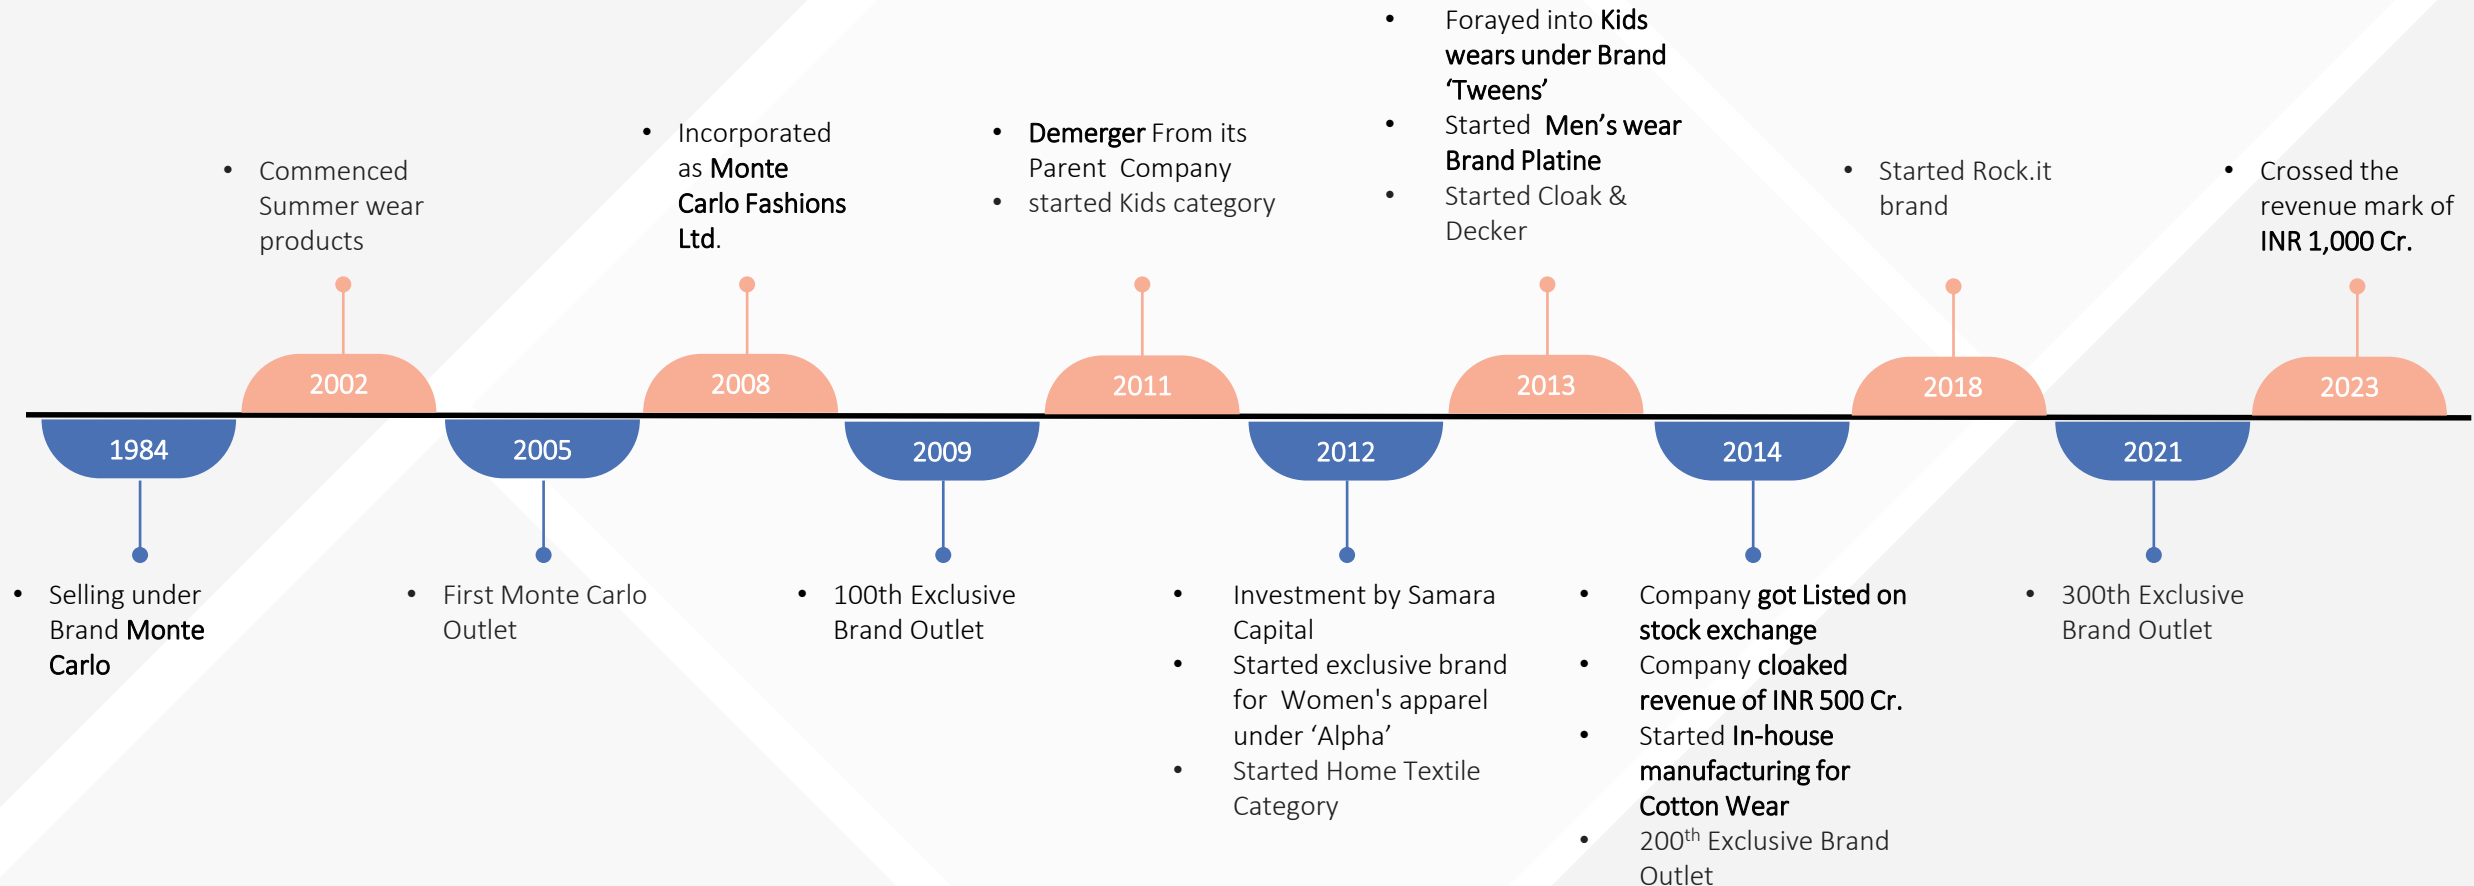 • Forayed into Kids
wears under Brand
‘Tweens’
• Started Men’s wear
Brand Platine
• Started Cloak &
Decker
• Commenced
Summer wear
products
• Incorporated
as Monte
Carlo Fashions
Ltd.
• Demerger From its
Parent Company
• started Kids category
• Started Rock.it
brand
• Crossed the
revenue mark of
INR 1,000 Cr.
2002
2008
2011
2013
2018
2023
1984
2005
2009
2012
2014
2021
• Selling under
Brand Monte
Carlo
• First Monte Carlo
Outlet
• 100th Exclusive
Brand Outlet
• Investment by Samara
Capital
• Started exclusive brand
for Women's apparel
under ‘Alpha’
• Started Home Textile
Category
• Company got Listed on
stock exchange
• Company cloaked
revenue of INR 500 Cr.
• Started In-house
manufacturing for
Cotton Wear
• 200th Exclusive Brand
Outlet
• 300th Exclusive
Brand Outlet